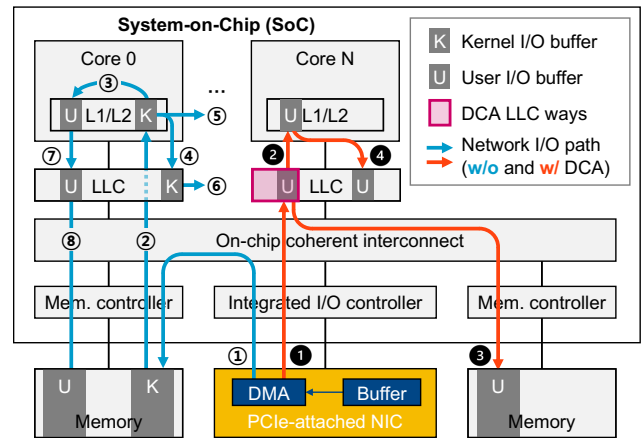 System-on-Chip (SoC)
Core 0
Core N
...
K Kernel I/O buffer
U User I/O buffer
DCA LLC ways
Network I/O path
(w/o and w/ DCA)
③
U L1/L2 K
⑤
U L1/L2
⑦
④
❷
❹
U LLC K
⑥
U LLC U
On-chip coherent interconnect
⑧
②
Mem. controller
Integrated I/O controller
Mem. controller
①
❶
❸
U K
Memory
DMA
Buffer
PCIe-attached NIC
U
Memory